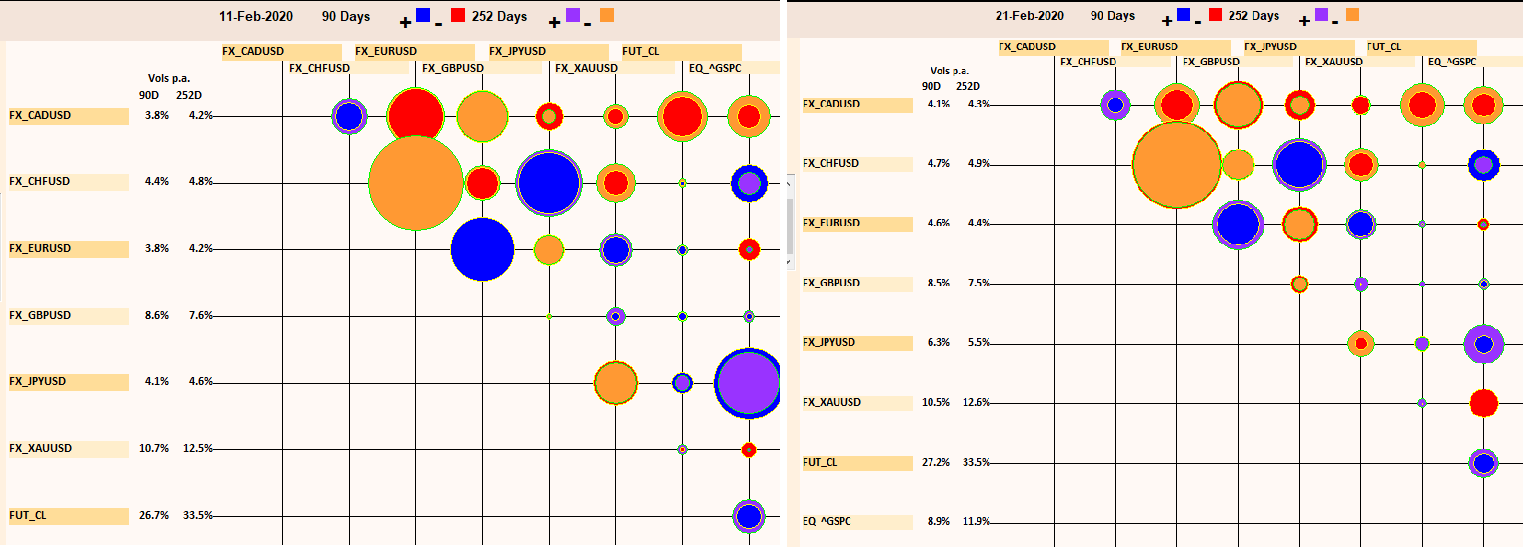 11-Feb-2020 90 Days + - 252 Days + -
FX_CADUSD FX_EURUSD FX_JPYUSD FUT_CL
FX_CHFUSD FX_GBPUSD FX_XAUUSD EQ_^GSPC
Vols p.a.
90D 252D
FX_CADUSD 3.8% 4.2%
FX_CHFUSD 4.4% 4.8%
FX_EURUSD 3.8% 4.2%
FX_GBPUSD 8.6% 7.6%
FX_JPYUSD 4.1% 4.6%
FX_XAUUSD 10.7% 12.5%
FUT_CL 26.7% 33.5%
21-Feb-2020 90 Days + - 252 Days + -
FX_CADUSD FX_EURUSD FX_JPYUSD FUT_CL
FX_CHFUSD FX_GBPUSD FX_XAUUSD EQ_^GSPC
Vols p.a.
90D 252D
FX_CADUSD 4.1% 4.3%
FX_CHFUSD 4.7% 4.9%
FX_EURUSD 4.6% 4.4%
FX_GBPUSD 8.5% 7.5%
FX_JPYUSD 6.3% 5.5%
FX_XAUUSD 10.5% 12.6%
FUT_CL 27.2% 33.5%
EQ_^GSPC 8.9% 11.9%